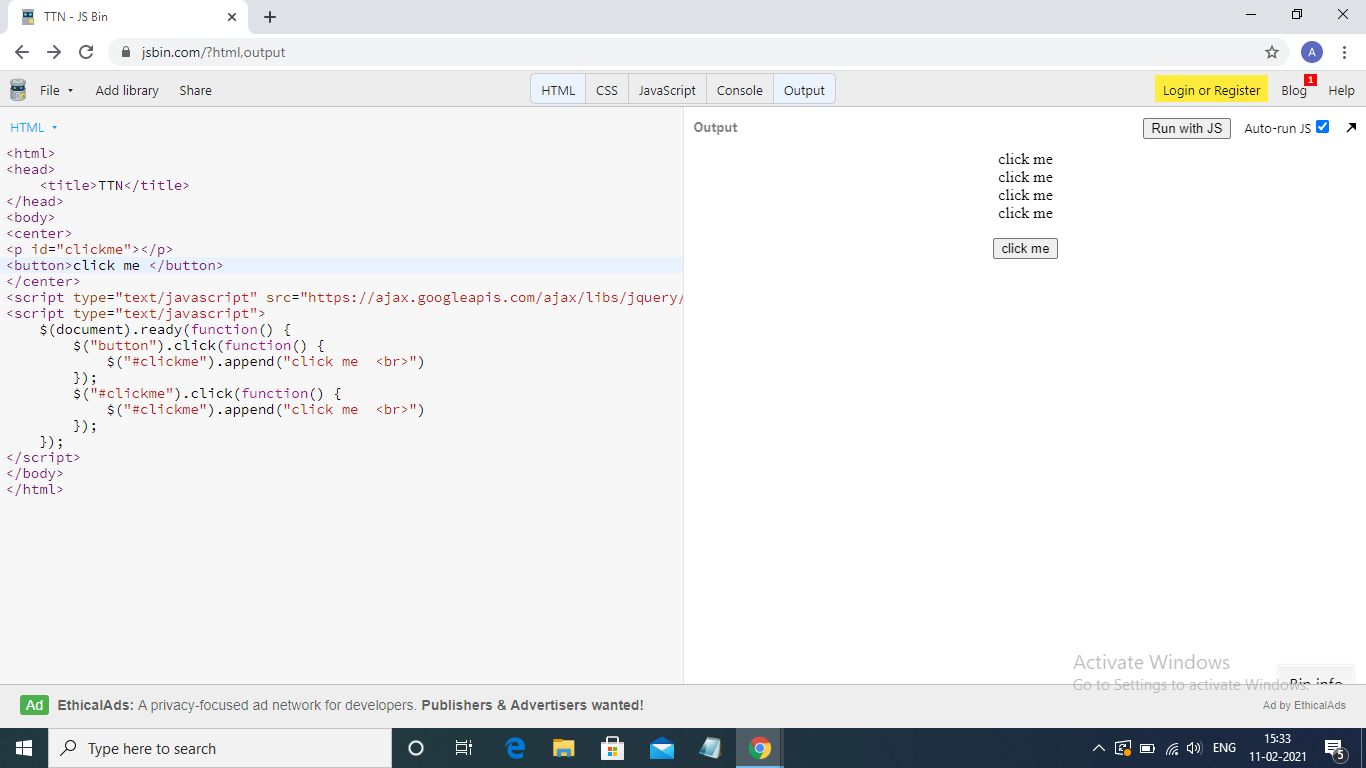 TTN - JS Bin
jsbin.com/?html,output
A
File Add library Share HTML CSS JavaScript Console Output Login or Register Blog 1 Help
HTML
<html>
<head>
    <title>TTN</title>
</head>
<body>
<center>
<p id="clickme"></p>
<button>click me </button>
</center>
<script type="text/javascript" src="https://ajax.googleapis.com/ajax/libs/jquery/
<script type="text/javascript">
    $(document).ready(function() {
        $("button").click(function() {
            $("#clickme").append("click me  <br>")
        });
        $("#clickme").click(function() {
            $("#clickme").append("click me  <br>")
        });
    });
</script>
</body>
</html>
Output Run with JS Auto-run JS
click me
click me
click me
click me
click me
Activate Windows
Go to Settings to activate Windows.
Bin info
Ad EthicalAds: A privacy-focused ad network for developers. Publishers & Advertisers wanted! Ad by EthicalAds
Type here to search
ENG
15:33
11-02-2021
5